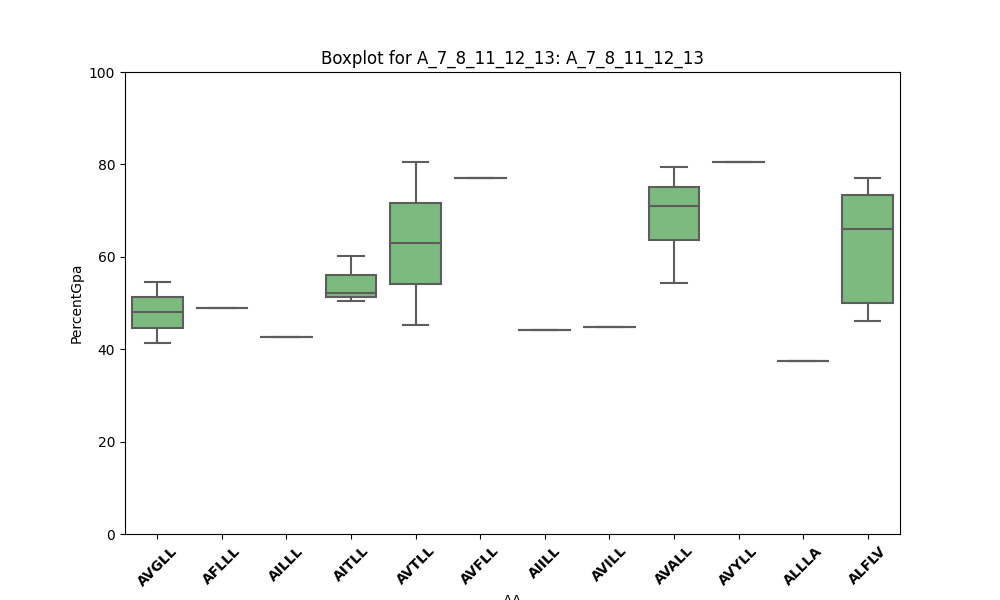 Boxplot for A_7_8_11_12_13: A_7_8_11_12_13
100
80
60
40
20
0
PercentGpa
AVGLL
AFLLL
AILLL
AITLL
AVTLL
AVFLL
AIILL
AVILL
AVALL
AVYLL
ALLLA
ALFLV
AA